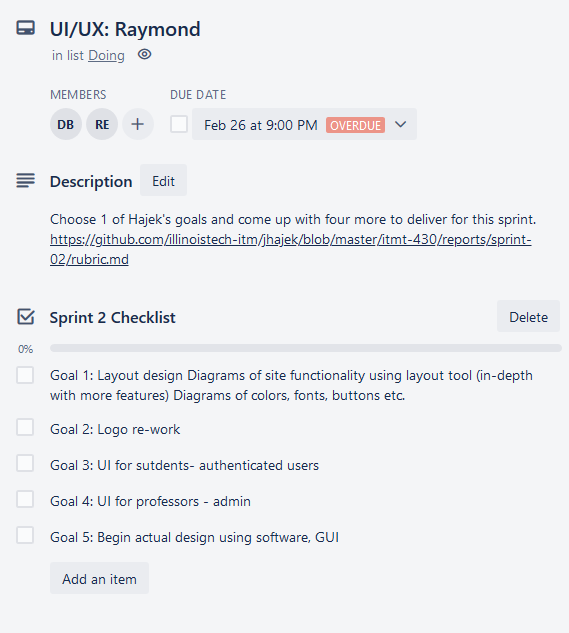 UI/UX: Raymond
in list Doing
MEMBERS
DUE DATE
DB
RE
Feb 26 at 9:00 PM OVERDUE
Description
Edit
Choose 1 of Hajek's goals and come up with four more to deliver for this sprint.
https://github.com/illinoistech-itm/jhajek/blob/master/itmt-430/reports/sprint-
02/rubric.md
Sprint 2 Checklist
Delete
0%
Goal 1: Layout design Diagrams of site functionality using layout tool (in-depth
with more features) Diagrams of colors, fonts, buttons etc.
Goal 2: Logo re-work
Goal 3: UI for sutdents- authenticated users
Goal 4: UI for professors - admin
Goal 5: Begin actual design using software, GUI
Add an item